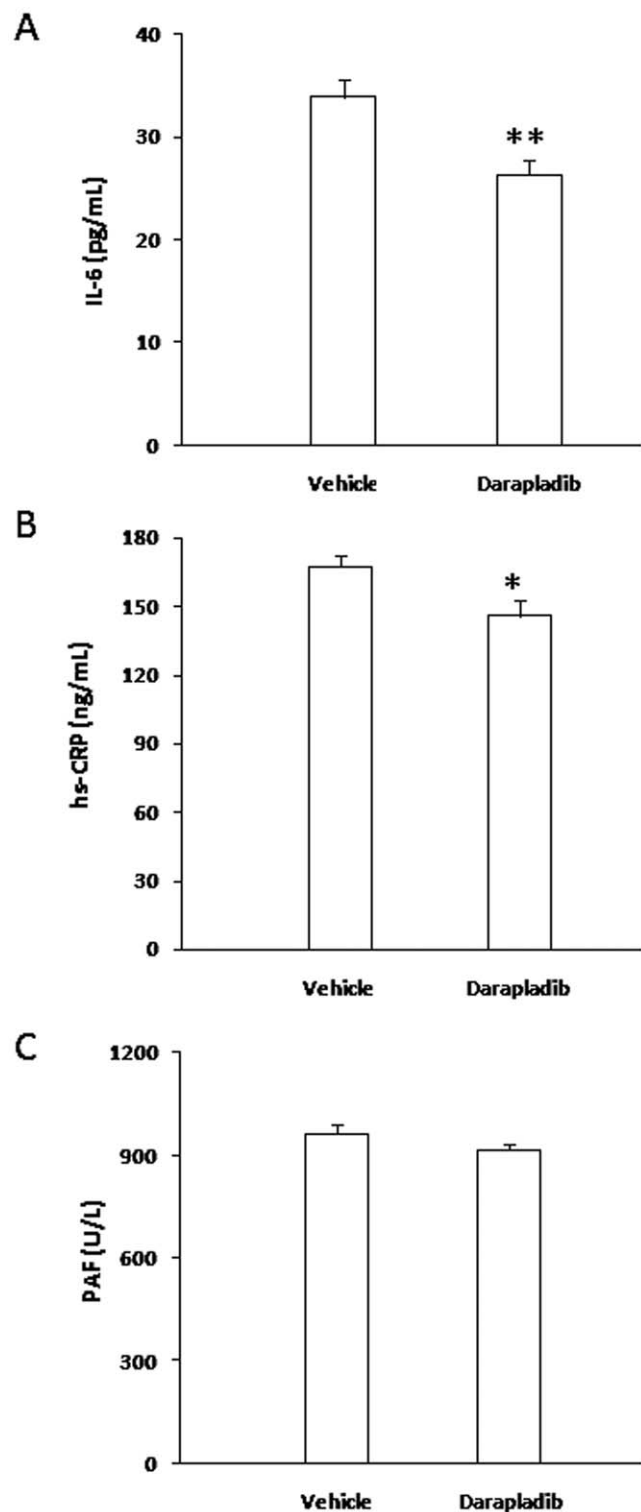 A
40
30
20
10
0
IL-6 (pg/mL)
**
Vehicle Darapladib
B
180
150
120
90
60
30
0
hs-CRP (ng/mL)
*
Vehicle Darapladib
C
1200
900
600
300
0
PAF (U/L)
Vehicle Darapladib